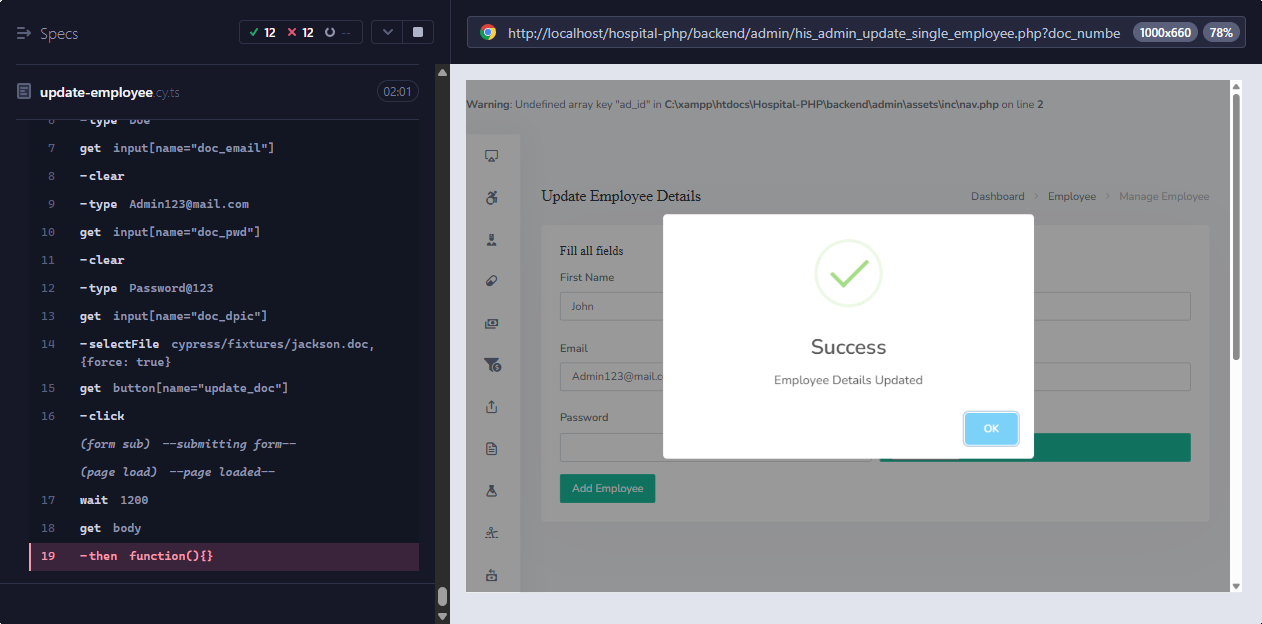 Specs
12 12 --
update-employee.cy.ts
02:01
6 -type Doe
7 get input[name="doc_email"]
8 -clear
9 -type Admin123@mail.com
10 get input[name="doc_pwd"]
11 -clear
12 -type Password@123
13 get input[name="doc_dpic"]
14 -selectFile cypress/fixtures/jackson.doc,
{force: true}
15 get button[name="update_doc"]
16 -click
(form sub) --submitting form--
(page load) --page loaded--
17 wait 1200
18 get body
19 -then function(){}
http://localhost/hospital-php/backend/admin/his_admin_update_single_employee.php?doc_numbe
1000x660
78%
Warning: Undefined array key "ad_id" in C:\xampp\htdocs\Hospital-PHP\backend\admin\assets\inc\nav.php on line 2
Update Employee Details
Dashboard > Employee > Manage Employee
Fill all fields
First Name
John
Email
Admin123@mail.co
Password
Add Employee
Success
Employee Details Updated
OK